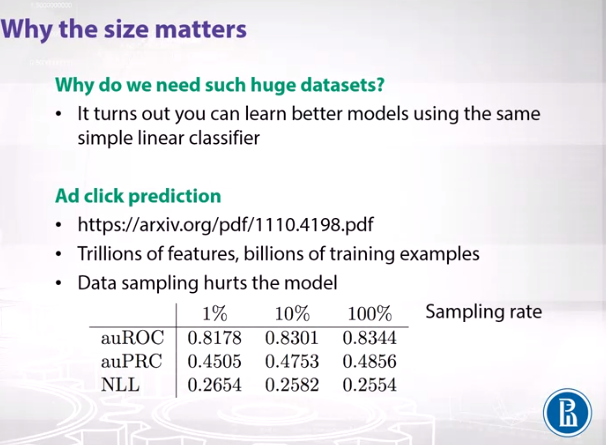 Why the size matters
Why do we need such huge datasets?
• It turns out you can learn better models using the same
simple linear classifier
Ad click prediction
• https://arxiv.org/pdf/1110.4198.pdf
• Trillions of features, billions of training examples
• Data sampling hurts the model
1% 10% 100% Sampling rate
auROC 0.8178 0.8301 0.8344
auPRC 0.4505 0.4753 0.4856
NLL 0.2654 0.2582 0.2554